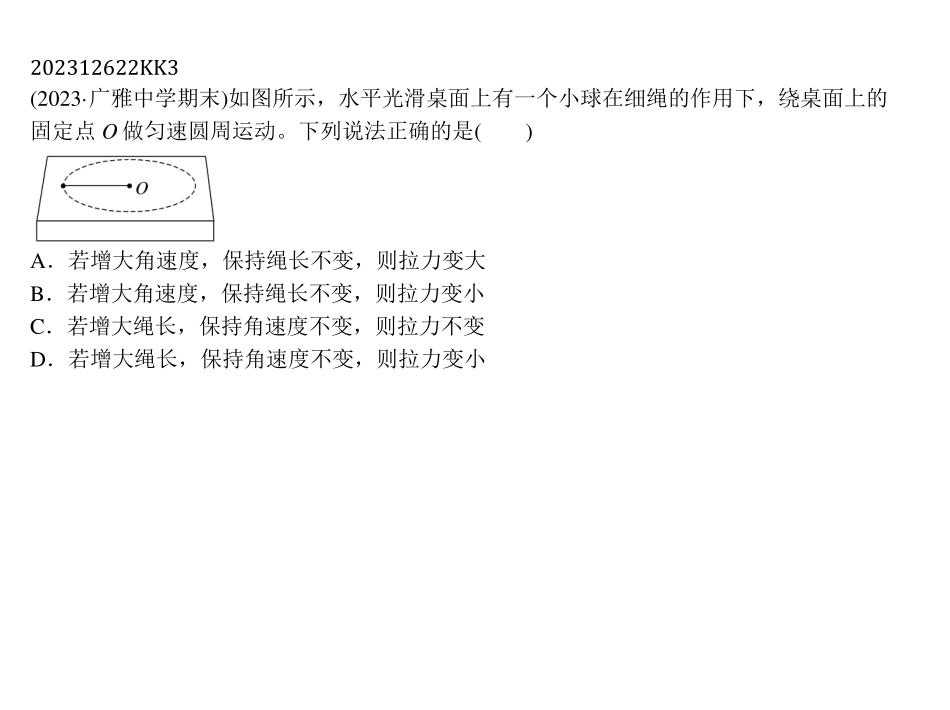 202312622KK3
(2023·广雅中学期末)如图所示，水平光滑桌面上有一个小球在细绳的作用下，绕桌面上的
固定点 O 做匀速圆周运动。下列说法正确的是(　　)
O
A．若增大角速度，保持绳长不变，则拉力变大
B．若增大角速度，保持绳长不变，则拉力变小
C．若增大绳长，保持角速度不变，则拉力不变
D．若增大绳长，保持角速度不变，则拉力变小